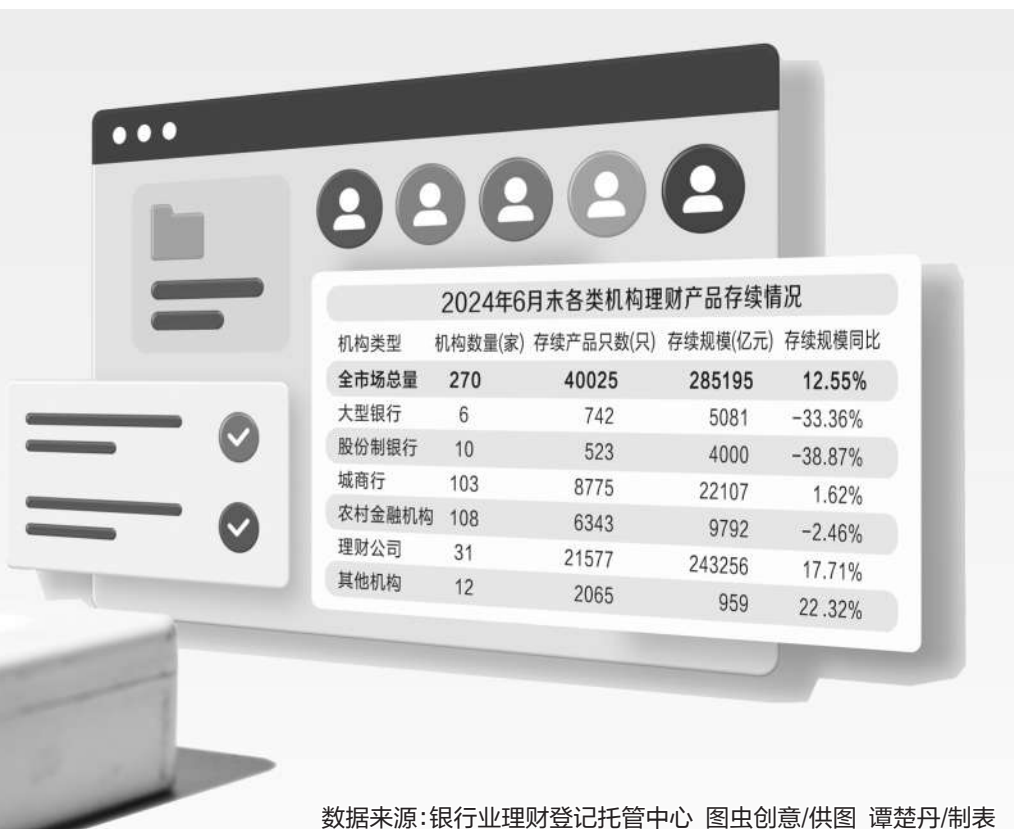 2024年6月末各类机构理财产品存续情况
机构类型 机构数量(家) 存续产品只数(只) 存续规模(亿元) 存续规模同比
全市场总量 270 40025 285195 12.55%
大型银行 6 742 5081 -33.36%
股份制银行 10 523 4000 -38.87%
城商行 103 8775 22107 1.62%
农村金融机构 108 6343 9792 -2.46%
理财公司 31 21577 243256 17.71%
其他机构 12 2065 959 22.32%
数据来源:银行业理财登记托管中心 图虫创意/供图 谭楚丹/制表